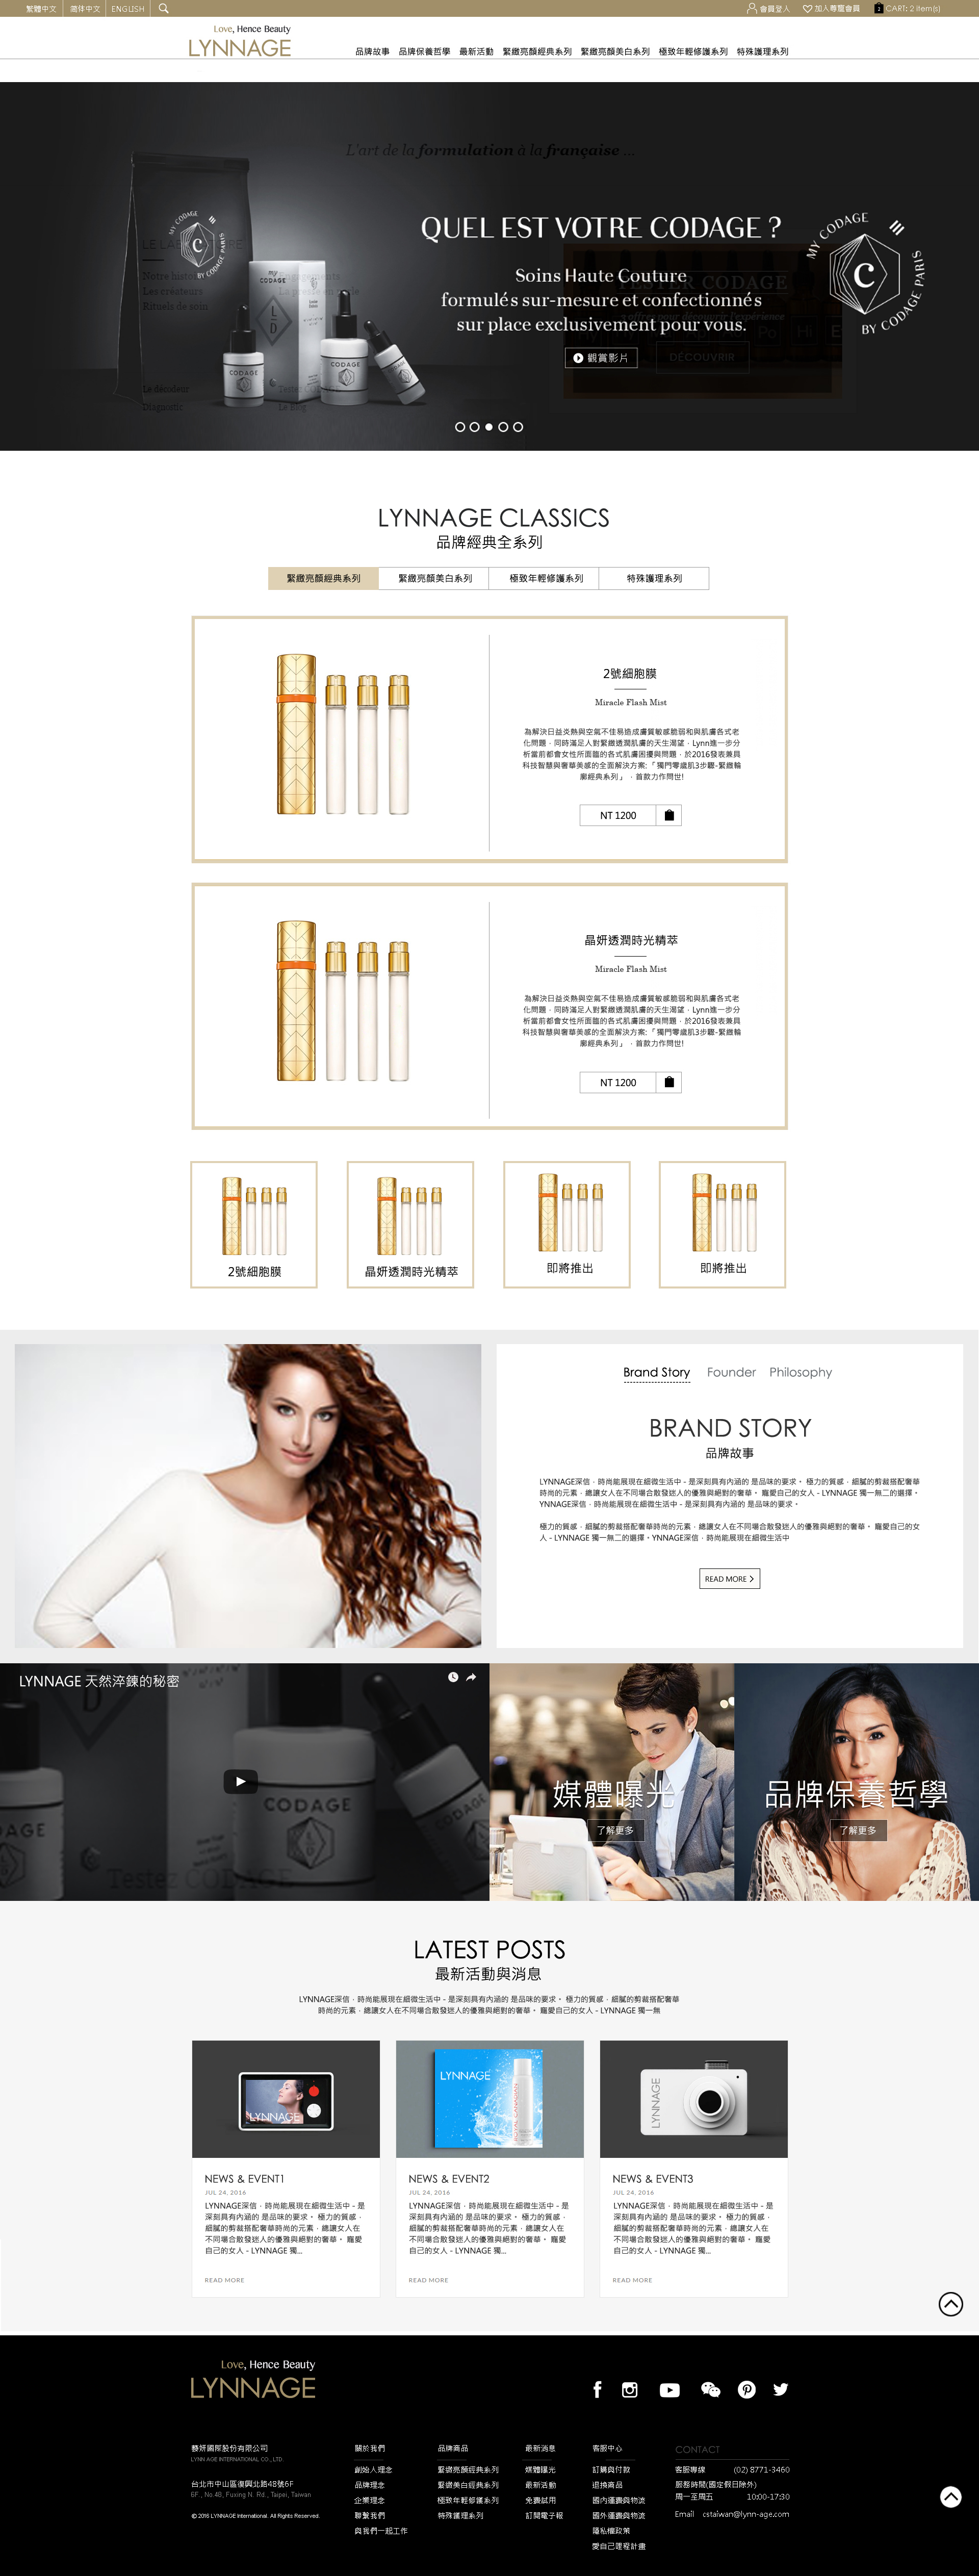 繁體中文
简体中文
ENGLISH
會員登入
加入尊寵會員
2
CART: 2 item(s)
Love, Hence Beauty
LYNNAGE
品牌故事
品牌保養哲學
最新活動
緊緻亮顏經典系列
緊緻亮顏美白系列
極致年輕修護系列
特殊護理系列
L'art de la formulation à la française ...
QUEL EST VOTRE CODAGE ?
Soins Haute Couture
formulés sur-mesure et confectionnés
sur place exclusivement pour vous.
觀賞影片
DÉCOUVRIR
MY CODAGE
C
BY CODAGE PARIS
MY CODAGE
C
BY CODAGE PARIS
Notre histoire
Les créateurs
Rituels de soin
Le décodeur
Diagnostic
Le Blog
CODAGE
CODAGE
CODAGE
LYNNAGE CLASSICS
品牌經典全系列
緊緻亮顏經典系列
緊緻亮顏美白系列
極致年輕修護系列
特殊護理系列
2號細胞膜
Miracle Flash Mist
為解決日益炎熱與空氣不佳易造成膚質敏感脆弱和與肌膚各式老
化問題，同時滿足人對緊緻透潤肌膚的天生渴望，Lynn進一步分
析當前都會女性所面臨的各式肌膚困擾與問題，於2016發表兼具
科技智慧與奢華美感的全面解決方案:「獨門零纖肌3步驟-緊緻輪
廓經典系列」，首款力作問世!
NT 1200
晶妍透潤時光精萃
Miracle Flash Mist
為解決日益炎熱與空氣不佳易造成膚質敏感脆弱和與肌膚各式老
化問題，同時滿足人對緊緻透潤肌膚的天生渴望，Lynn進一步分
析當前都會女性所面臨的各式肌膚困擾與問題，於2016發表兼具
科技智慧與奢華美感的全面解決方案:「獨門零纖肌3步驟-緊緻輪
廓經典系列」，首款力作問世!
NT 1200
2號細胞膜
晶妍透潤時光精萃
即將推出
即將推出
Brand Story
Founder
Philosophy
BRAND STORY
品牌故事
LYNNAGE深信，時尚能展現在細微生活中 - 是深刻具有內涵的 是品味的要求。 極力的質感，細膩的剪裁搭配奢華
時尚的元素，總讓女人在不同場合散發迷人的優雅與絕對的奢華。 寵愛自己的女人 - LYNNAGE 獨一無二的選擇。
YNNAGE深信，時尚能展現在細微生活中 - 是深刻具有內涵的 是品味的要求。
極力的質感，細膩的剪裁搭配奢華時尚的元素，總讓女人在不同場合散發迷人的優雅與絕對的奢華。 寵愛自己的女
人 - LYNNAGE 獨一無二的選擇。YNNAGE深信，時尚能展現在細微生活中
READ MORE
LYNNAGE 天然淬鍊的秘密
CODAGE
媒體曝光
了解更多
品牌保養哲學
了解更多
LATEST POSTS
最新活動與消息
LYNNAGE深信，時尚能展現在細微生活中 - 是深刻具有內涵的 是品味的要求。 極力的質感，細膩的剪裁搭配奢華
時尚的元素，總讓女人在不同場合散發迷人的優雅與絕對的奢華。 寵愛自己的女人 - LYNNAGE 獨一無
LYNNAGE
LYNNAGE
LYNNAGE
NEWS & EVENT1
JUL 24, 2016
LYNNAGE深信，時尚能展現在細微生活中 - 是
深刻具有內涵的 是品味的要求。 極力的質感，
細膩的剪裁搭配奢華時尚的元素，總讓女人在
不同場合散發迷人的優雅與絕對的奢華。 寵愛
自己的女人 - LYNNAGE 獨...
READ MORE
NEWS & EVENT2
JUL 24, 2016
LYNNAGE深信，時尚能展現在細微生活中 - 是
深刻具有內涵的 是品味的要求。 極力的質感，
細膩的剪裁搭配奢華時尚的元素，總讓女人在
不同場合散發迷人的優雅與絕對的奢華。 寵愛
自己的女人 - LYNNAGE 獨...
READ MORE
NEWS & EVENT3
JUL 24, 2016
LYNNAGE深信，時尚能展現在細微生活中 - 是
深刻具有內涵的 是品味的要求。 極力的質感，
細膩的剪裁搭配奢華時尚的元素，總讓女人在
不同場合散發迷人的優雅與絕對的奢華。 寵愛
自己的女人 - LYNNAGE 獨...
READ MORE
Love, Hence Beauty
LYNNAGE
藝妍國際股份有限公司
LYNN AGE INTERNATIONAL CO., LTD.
台北市中山區復興北路48號6F
6F., No.48, Fuxing N. Rd., Taipei, Taiwan
© 2016 LYNNAGE International. All Rights Reserved.
關於我們
創始人理念
品牌理念
企業理念
聯繫我們
與我們一起工作
品牌商品
緊緻亮顏經典系列
緊緻美白經典系列
極致年輕修護系列
特殊護理系列
最新消息
媒體曝光
最新活動
免費試用
訂閱電子報
客服中心
訂購與付款
退換商品
國內運費與物流
國外運費與物流
隱私權政策
愛自己運程計畫
CONTACT
客服專線 (02) 8771-3460
服務時間(國定假日除外)
周一至周五 10:00-17:30
Email cstaiwan@lynn-age.com